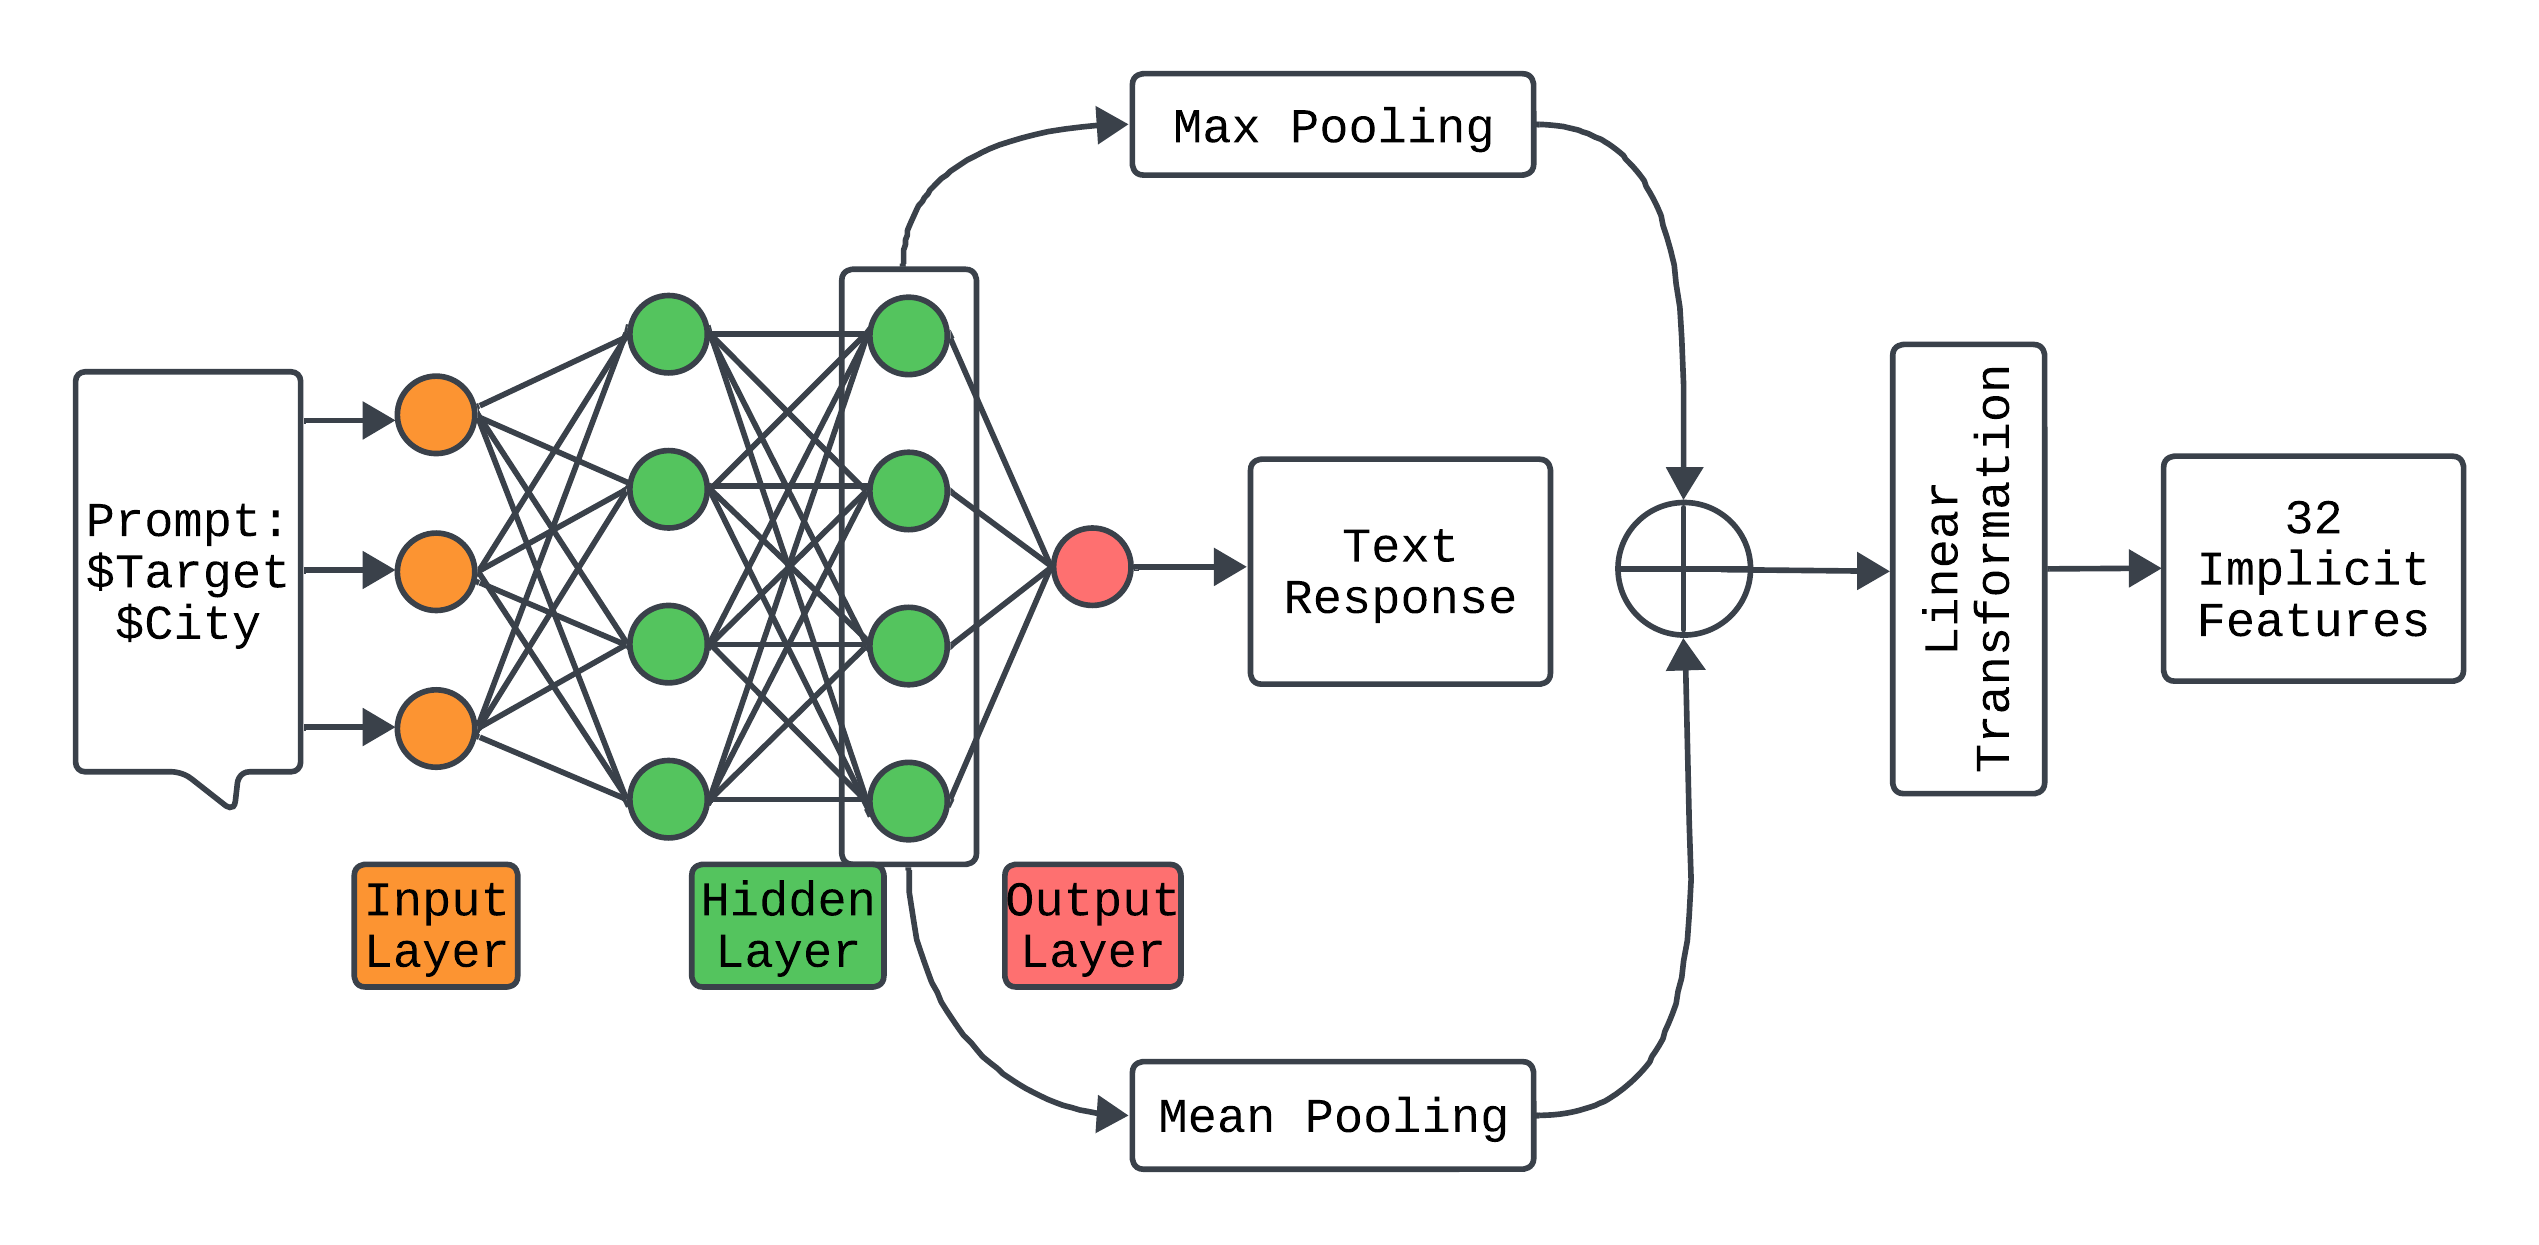 Max Pooling
Prompt:
$Target
$City
Text
Response
Linear
Transformation
32
Implicit
Features
Input
Layer
Hidden
Layer
Output
Layer
Mean Pooling